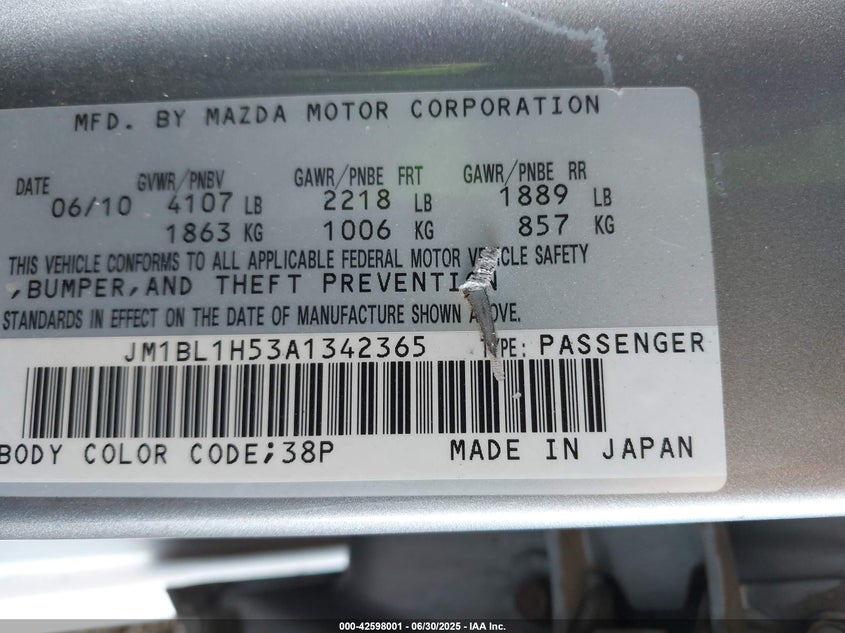 MFD. BY MAZDA MOTOR CORPORATION
DATE GVWR/PNBV GAWR/PNBE FRT GAWR/PNBE RR
06/10 4107 LB 2218 LB 1889 LB
1863 KG 1006 KG 857 KG
THIS VEHICLE CONFORMS TO ALL APPLICABLE FEDERAL MOTOR VEHICLE SAFETY
,BUMPER,AND THEFT PREVENTION
STANDARDS IN EFFECT ON THE DATE OF MANUFACTURE SHOWN ABOVE.
JM1BL1H53A1342365 TYPE: PASSENGER
BODY COLOR CODE;38P MADE IN JAPAN
000-42598001 - 06/30/2025 - IAA Inc.